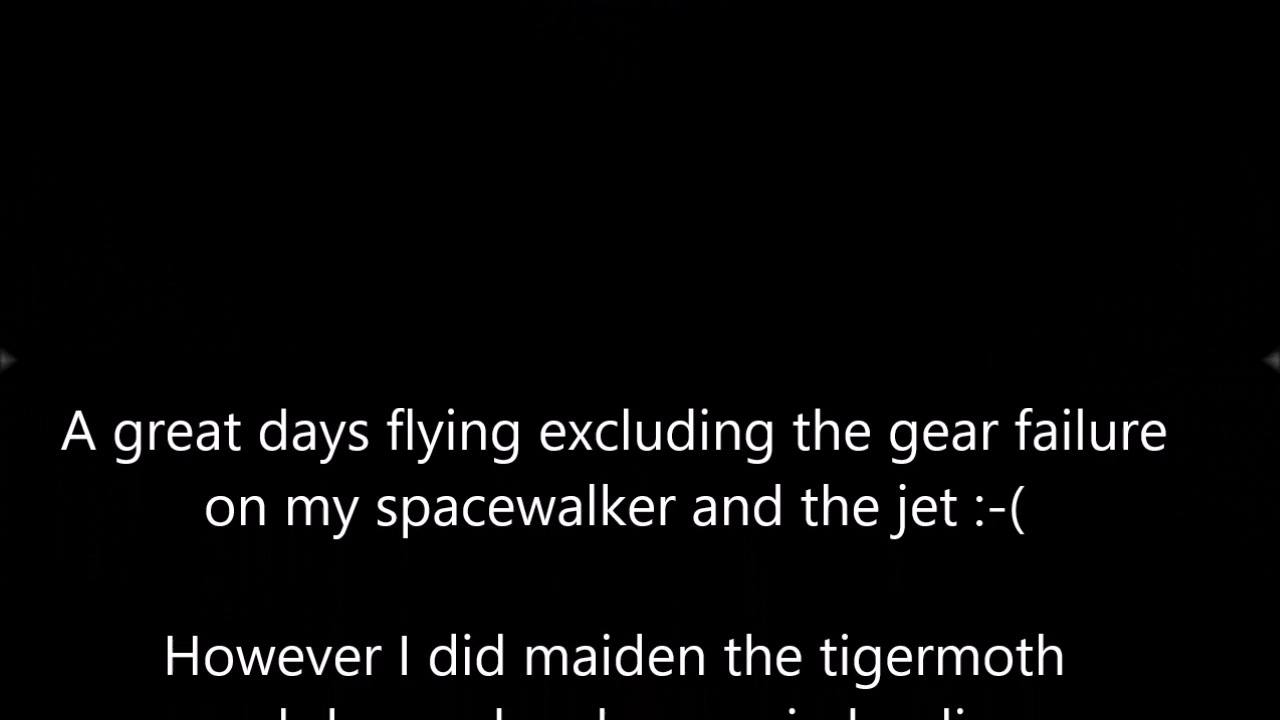 A great days flying excluding the gear failure
on my spacewalker and the jet :-(
However I did maiden the tigermoth